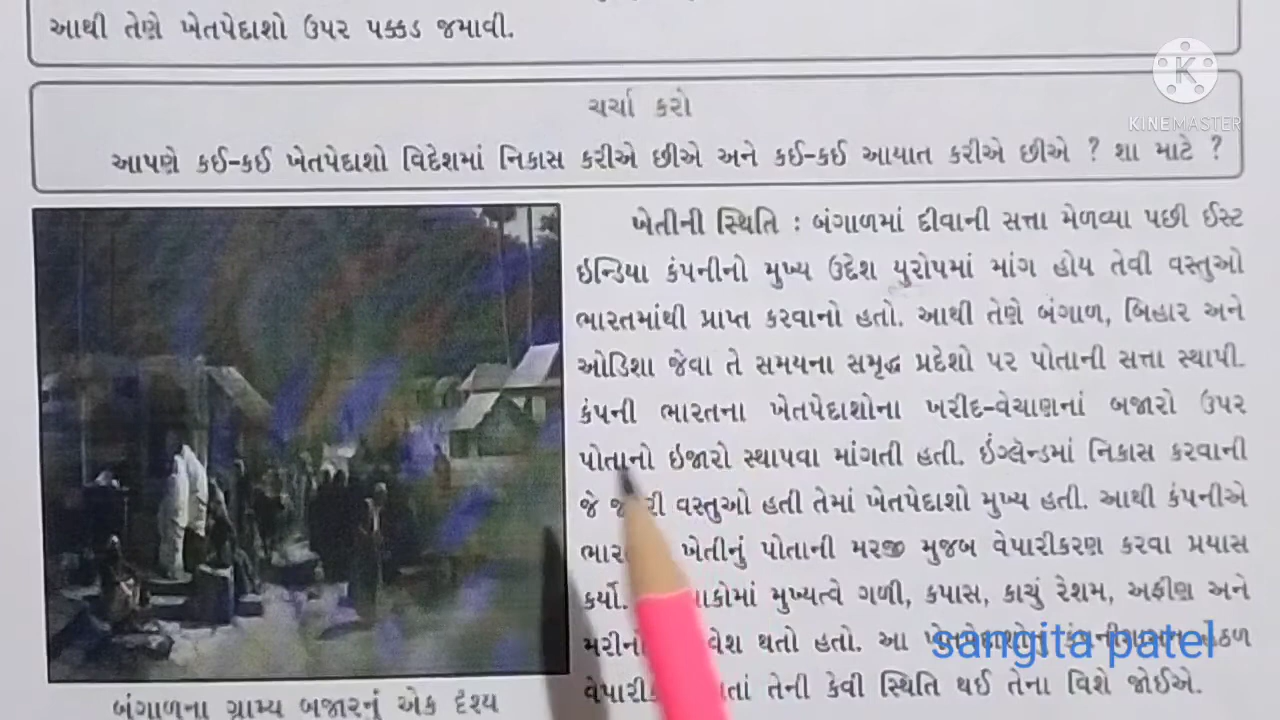 આથી તેણે ખેતપેદાશો ઉપર પક્કડ જમાવી.
KINEMASTER
ચર્ચા કરો
આપણે કઈ-કઈ ખેતપેદાશો વિદેશમાં નિકાસ કરીએ છીએ અને કઈ-કઈ આયાત કરીએ છીએ ? શા માટે ?
ખેતીની સ્થિતિ : બંગાળમાં દીવાની સત્તા મેળવ્યા પછી ઈસ્ટ
ઇન્ડિયા કંપનીનો મુખ્ય ઉદ્દેશ યુરોપમાં માંગ હોય તેવી વસ્તુઓ
ભારતમાંથી પ્રાપ્ત કરવાનો હતો. આથી તેણે બંગાળ, બિહાર અને
ઓડિશા જેવા તે સમયના સમૃદ્ધ પ્રદેશો પર પોતાની સત્તા સ્થાપી.
કંપની ભારતના ખેતપેદાશોના ખરીદ-વેચાણનાં બજારો ઉપર
પોતાનો ઇજારો સ્થાપવા માંગતી હતી. ઇંગ્લૅન્ડમાં નિકાસ કરવાની
જે વસ્તુઓ હતી તેમાં ખેતપેદાશો મુખ્ય હતી. આથી કંપનીએ
ખેતીનું પોતાની મરજી મુજબ વેપારીકરણ કરવા પ્રયાસ
કર્યો. મુખ્યત્વે ગળી, કપાસ, કાચું રેશમ, અફીણ અને
મરીનો થતો હતો. આ
sangita patel
તેની કેવી સ્થિતિ થઈ તેના વિશે જોઈએ.
બંગાળના ગ્રામ્ય બજારનું એક દૃશ્ય